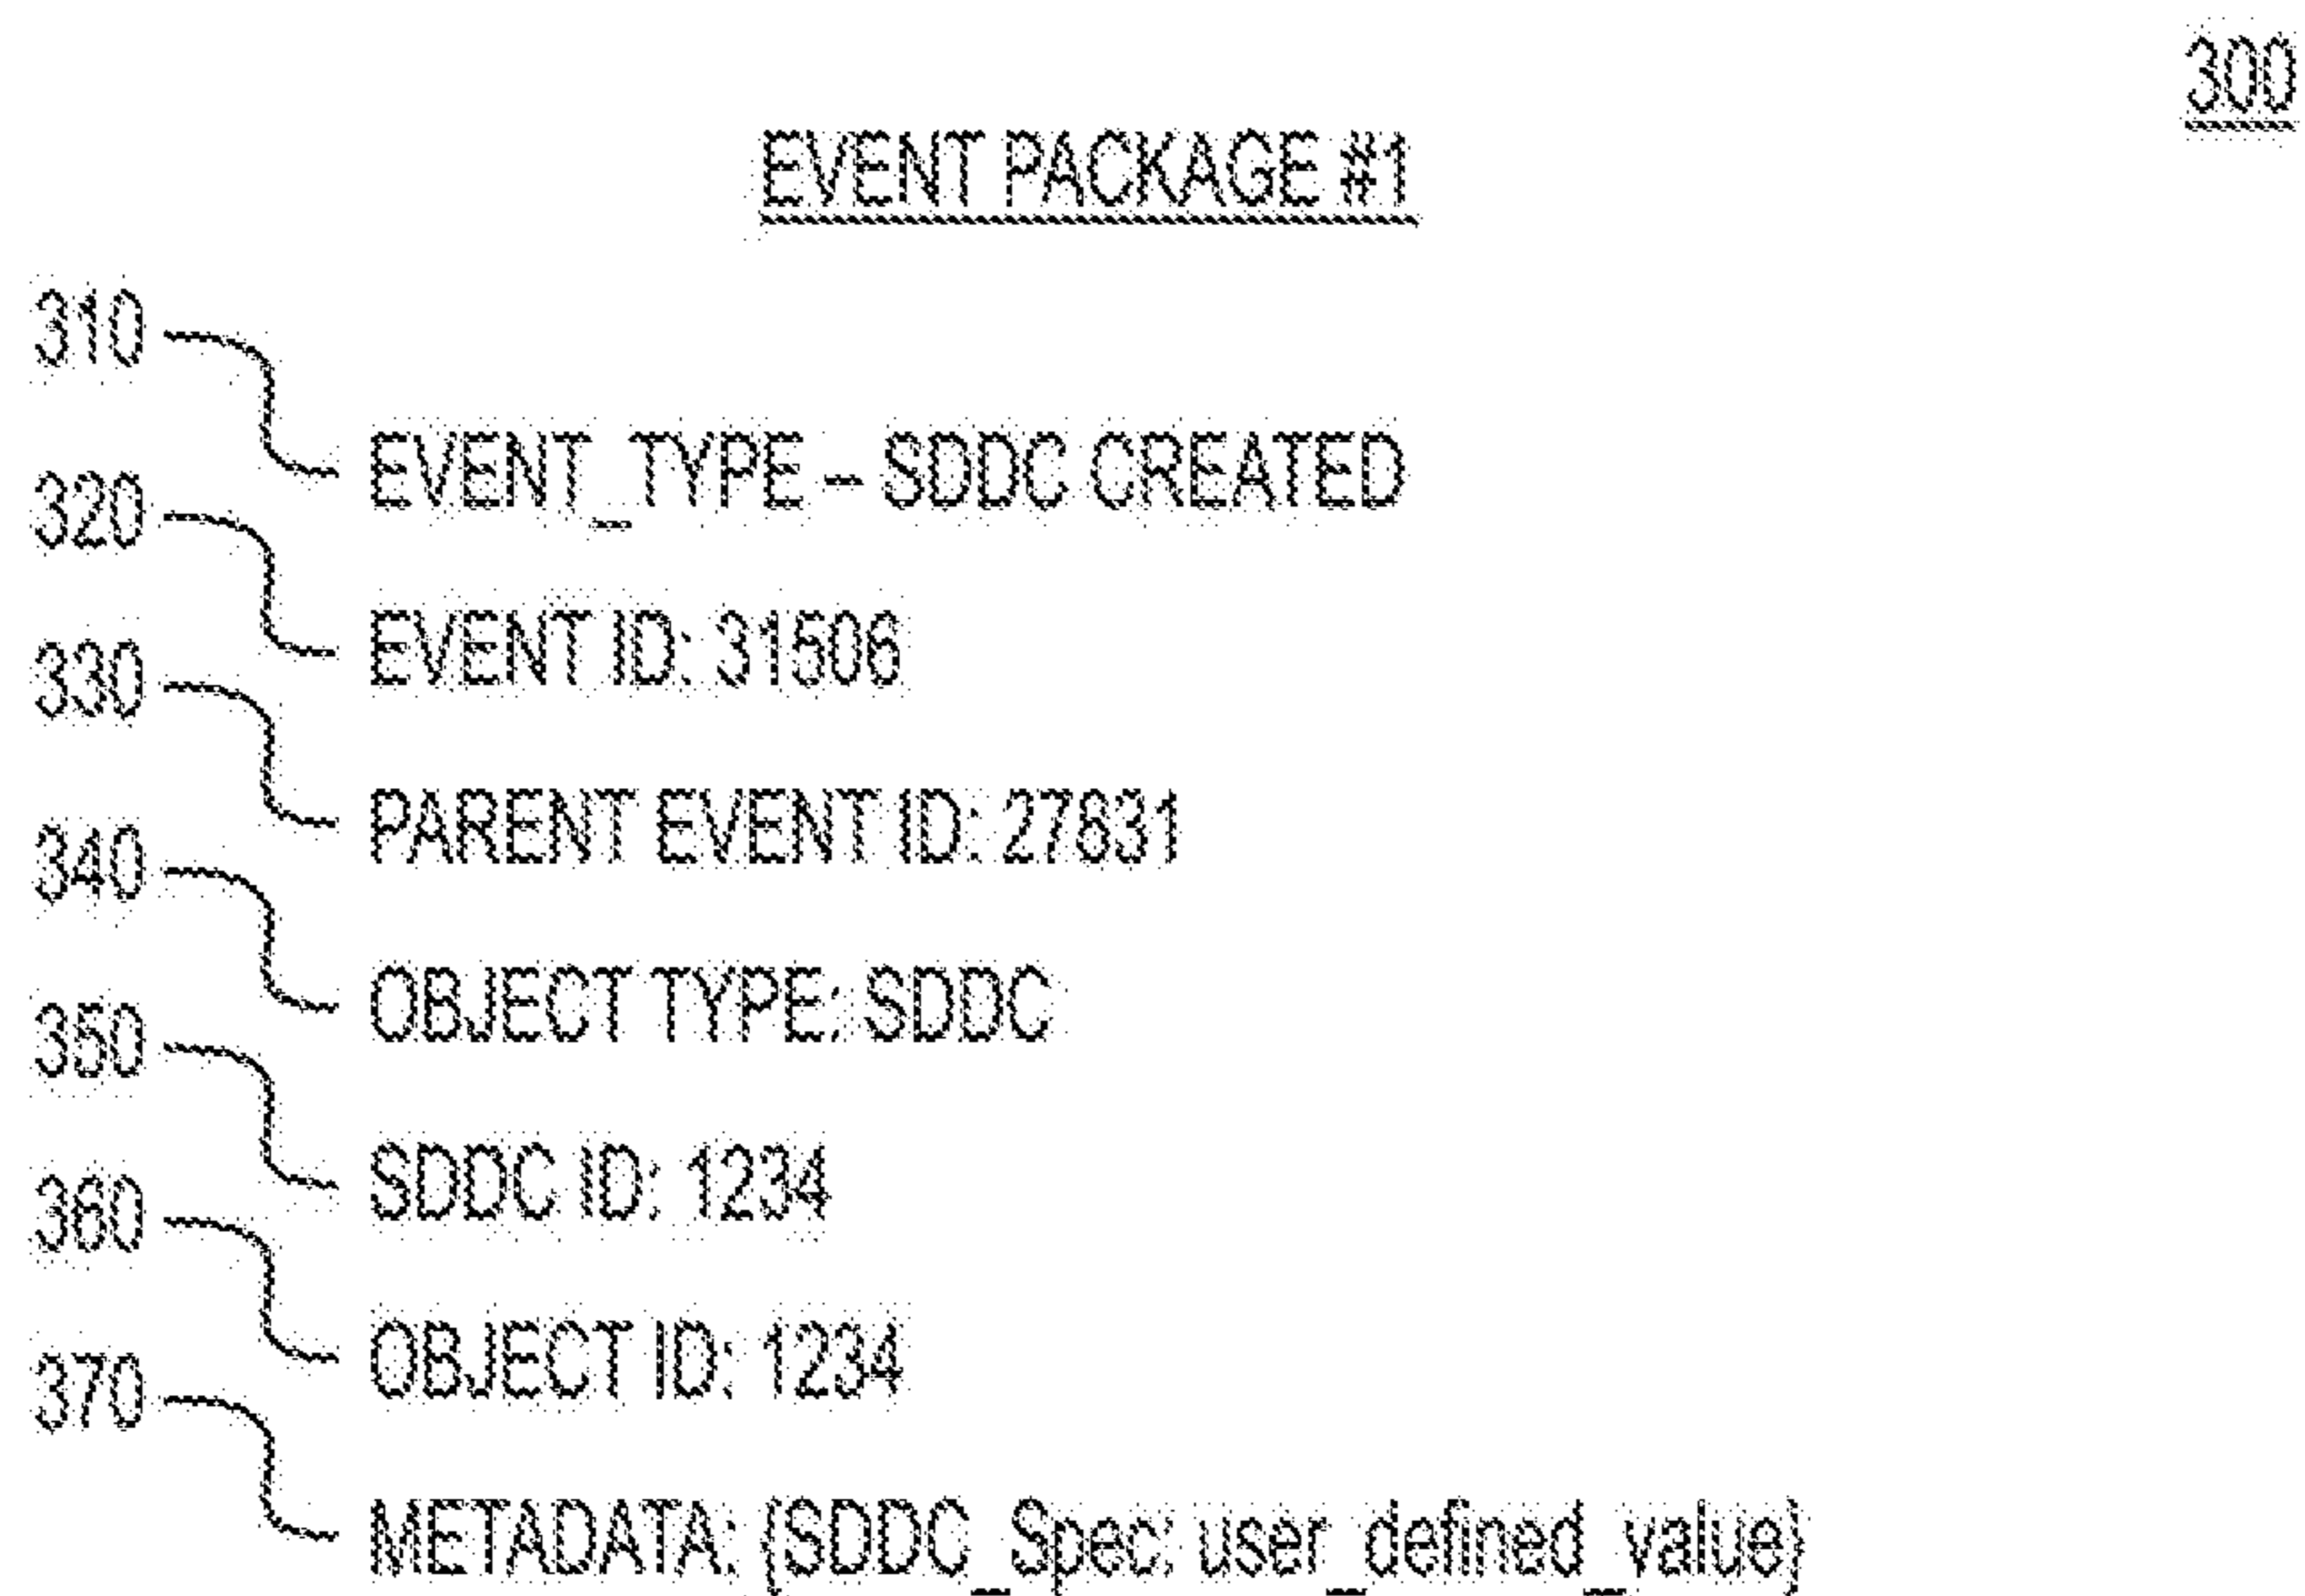 300
EVENT PACKAGE #1
310
EVENT_TYPE – SDDC CREATED
320
EVENT ID: 31506
330
PARENT EVENT ID: 27631
340
OBJECT TYPE: SDDC
350
SDDC ID: 1234
360
OBJECT ID: 1234
370
METADATA: {SDDC_Spec: user_defined_value}